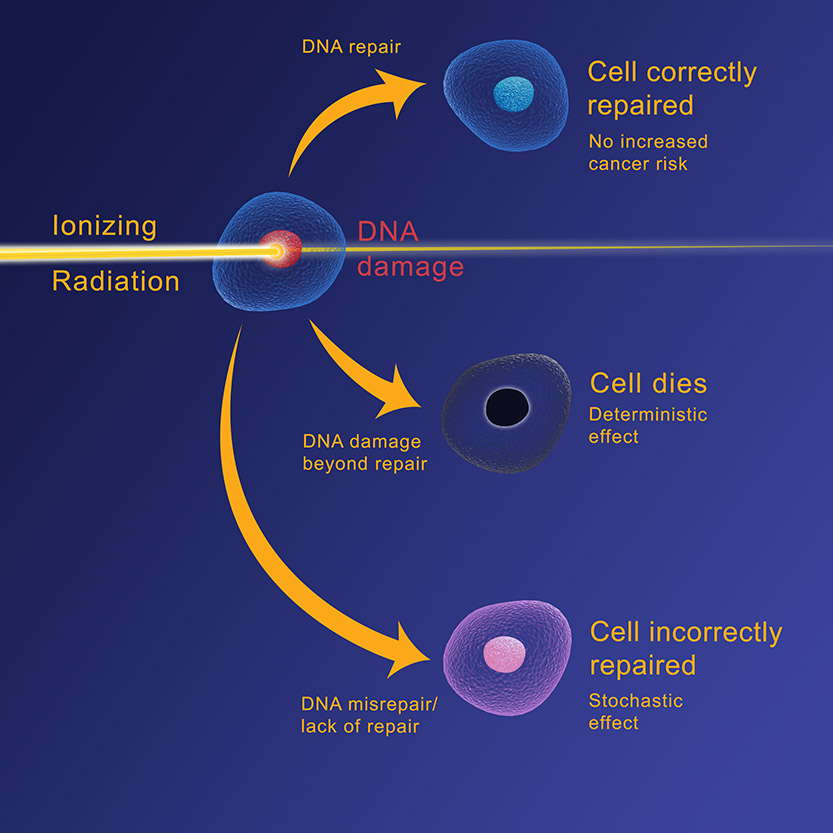 DNA repair
Cell correctly
repaired
No increased
cancer risk
Ionizing
Radiation
DNA
damage
Cell dies
Deterministic
effect
DNA damage
beyond repair
Cell incorrectly
repaired
Stochastic
effect
DNA misrepair/
lack of repair